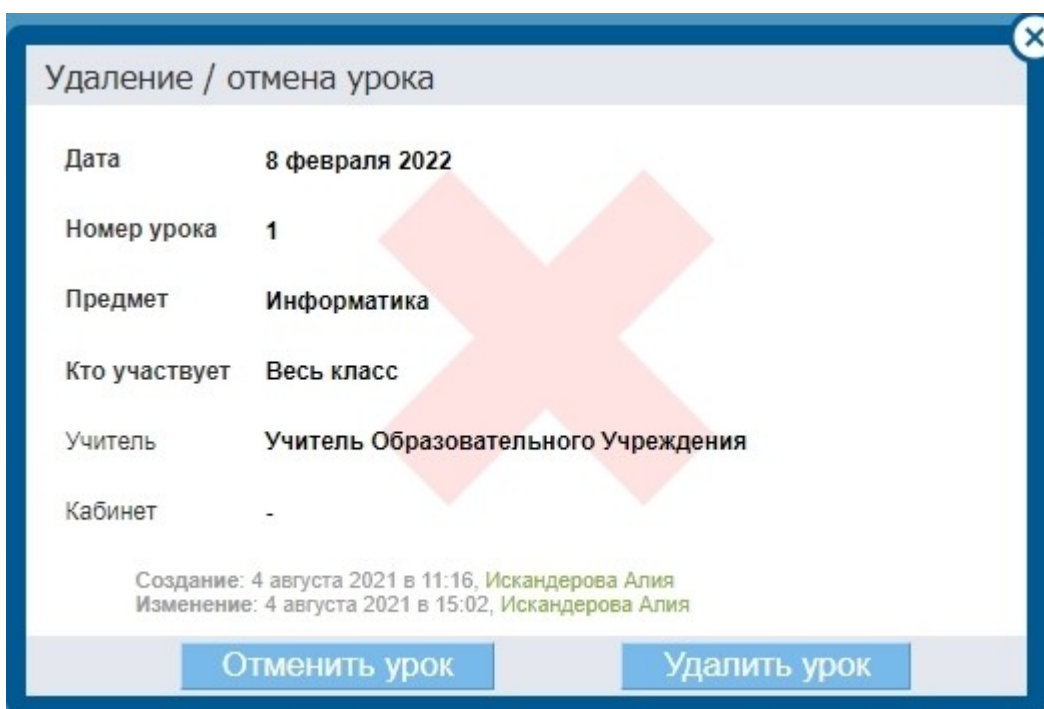 Удаление / отмена урока
Дата 8 февраля 2022
Номер урока 1
Предмет Информатика
Кто участвует Весь класс
Учитель Учитель Образовательного Учреждения
Кабинет -
Создание: 4 августа 2021 в 11:16, Искандерова Алия
Изменение: 4 августа 2021 в 15:02, Искандерова Алия
Отменить урок Удалить урок